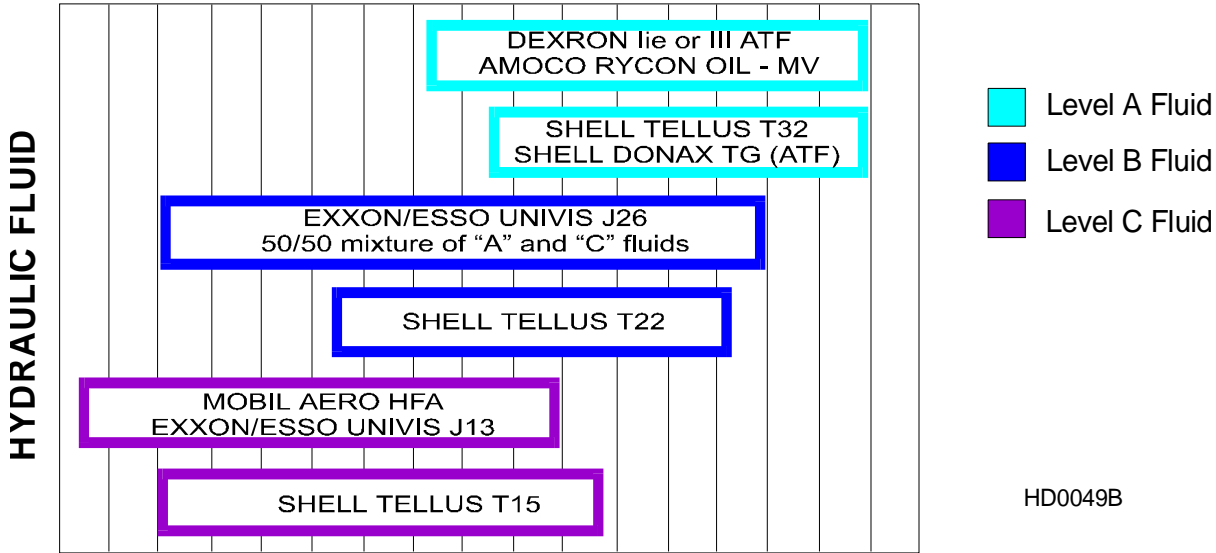 HYDRAULIC FLUID
DEXRON lie or III ATF
AMOCO RYCON OIL - MV
SHELL TELLUS T32
SHELL DONAX TG (ATF)
EXXON/ESSO UNIVIS J26
50/50 mixture of “A” and “C” fluids
SHELL TELLUS T22
MOBIL AERO HFA
EXXON/ESSO UNIVIS J13
SHELL TELLUS T15
Level A Fluid
Level B Fluid
Level C Fluid
HD0049B